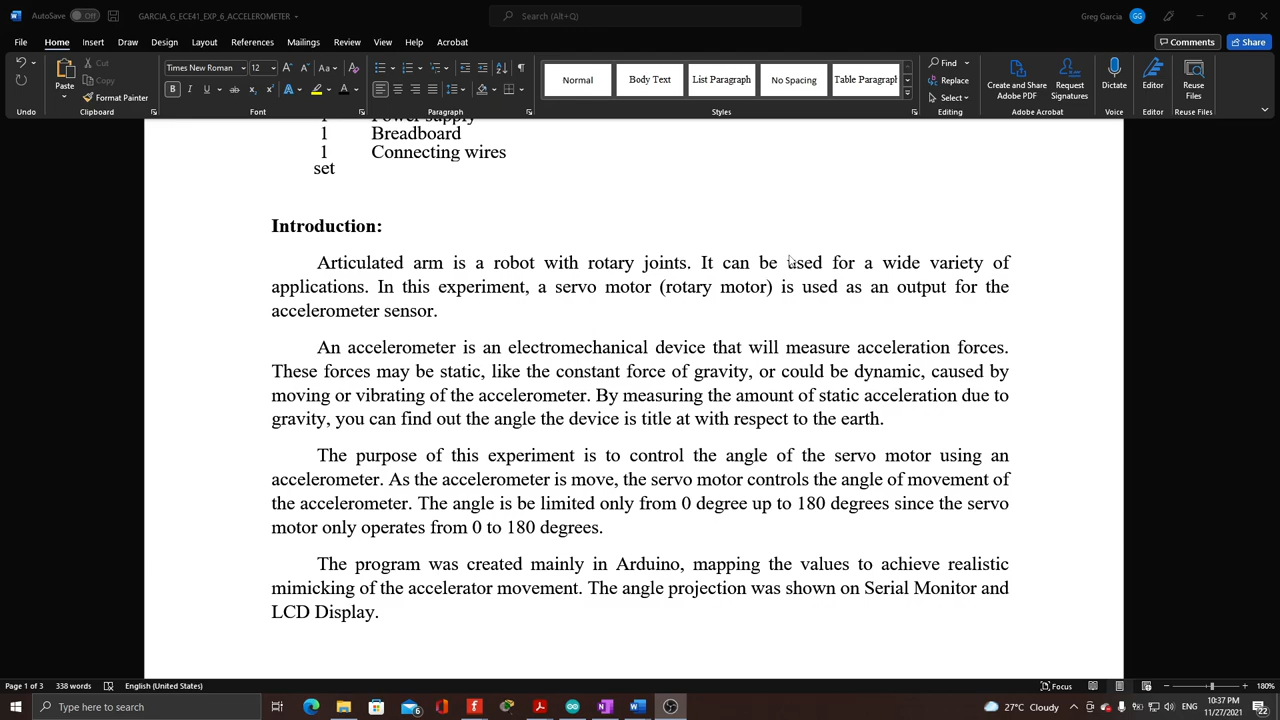 AutoSave Off GARCIA_G_ECE41_EXP_6_ACCELEROMETER Search (Alt+Q) Greg Garcia GG
File Home Insert Draw Design Layout References Mailings Review View Help Acrobat Comments Share
Paste Cut Copy Format Painter Times New Roman 12 Normal Body Text List Paragraph No Spacing Table Paragraph Find Replace Select Create and Share Adobe PDF Request Signatures Dictate Editor Reuse Files
Undo Clipboard Font Paragraph Styles Editing Adobe Acrobat Voice Editor Reuse Files
1 Power supply
1 Breadboard
1 Connecting wires
set
Introduction:
Articulated arm is a robot with rotary joints. It can be used for a wide variety of
applications. In this experiment, a servo motor (rotary motor) is used as an output for the
accelerometer sensor.
An accelerometer is an electromechanical device that will measure acceleration forces.
These forces may be static, like the constant force of gravity, or could be dynamic, caused by
moving or vibrating of the accelerometer. By measuring the amount of static acceleration due to
gravity, you can find out the angle the device is title at with respect to the earth.
The purpose of this experiment is to control the angle of the servo motor using an
accelerometer. As the accelerometer is move, the servo motor controls the angle of movement of
the accelerometer. The angle is be limited only from 0 degree up to 180 degrees since the servo
motor only operates from 0 to 180 degrees.
The program was created mainly in Arduino, mapping the values to achieve realistic
mimicking of the accelerator movement. The angle projection was shown on Serial Monitor and
LCD Display.
Page 1 of 3 338 words English (United States) Focus 180%
Type here to search 27°C Cloudy ENG 10:37 PM
11/27/2021